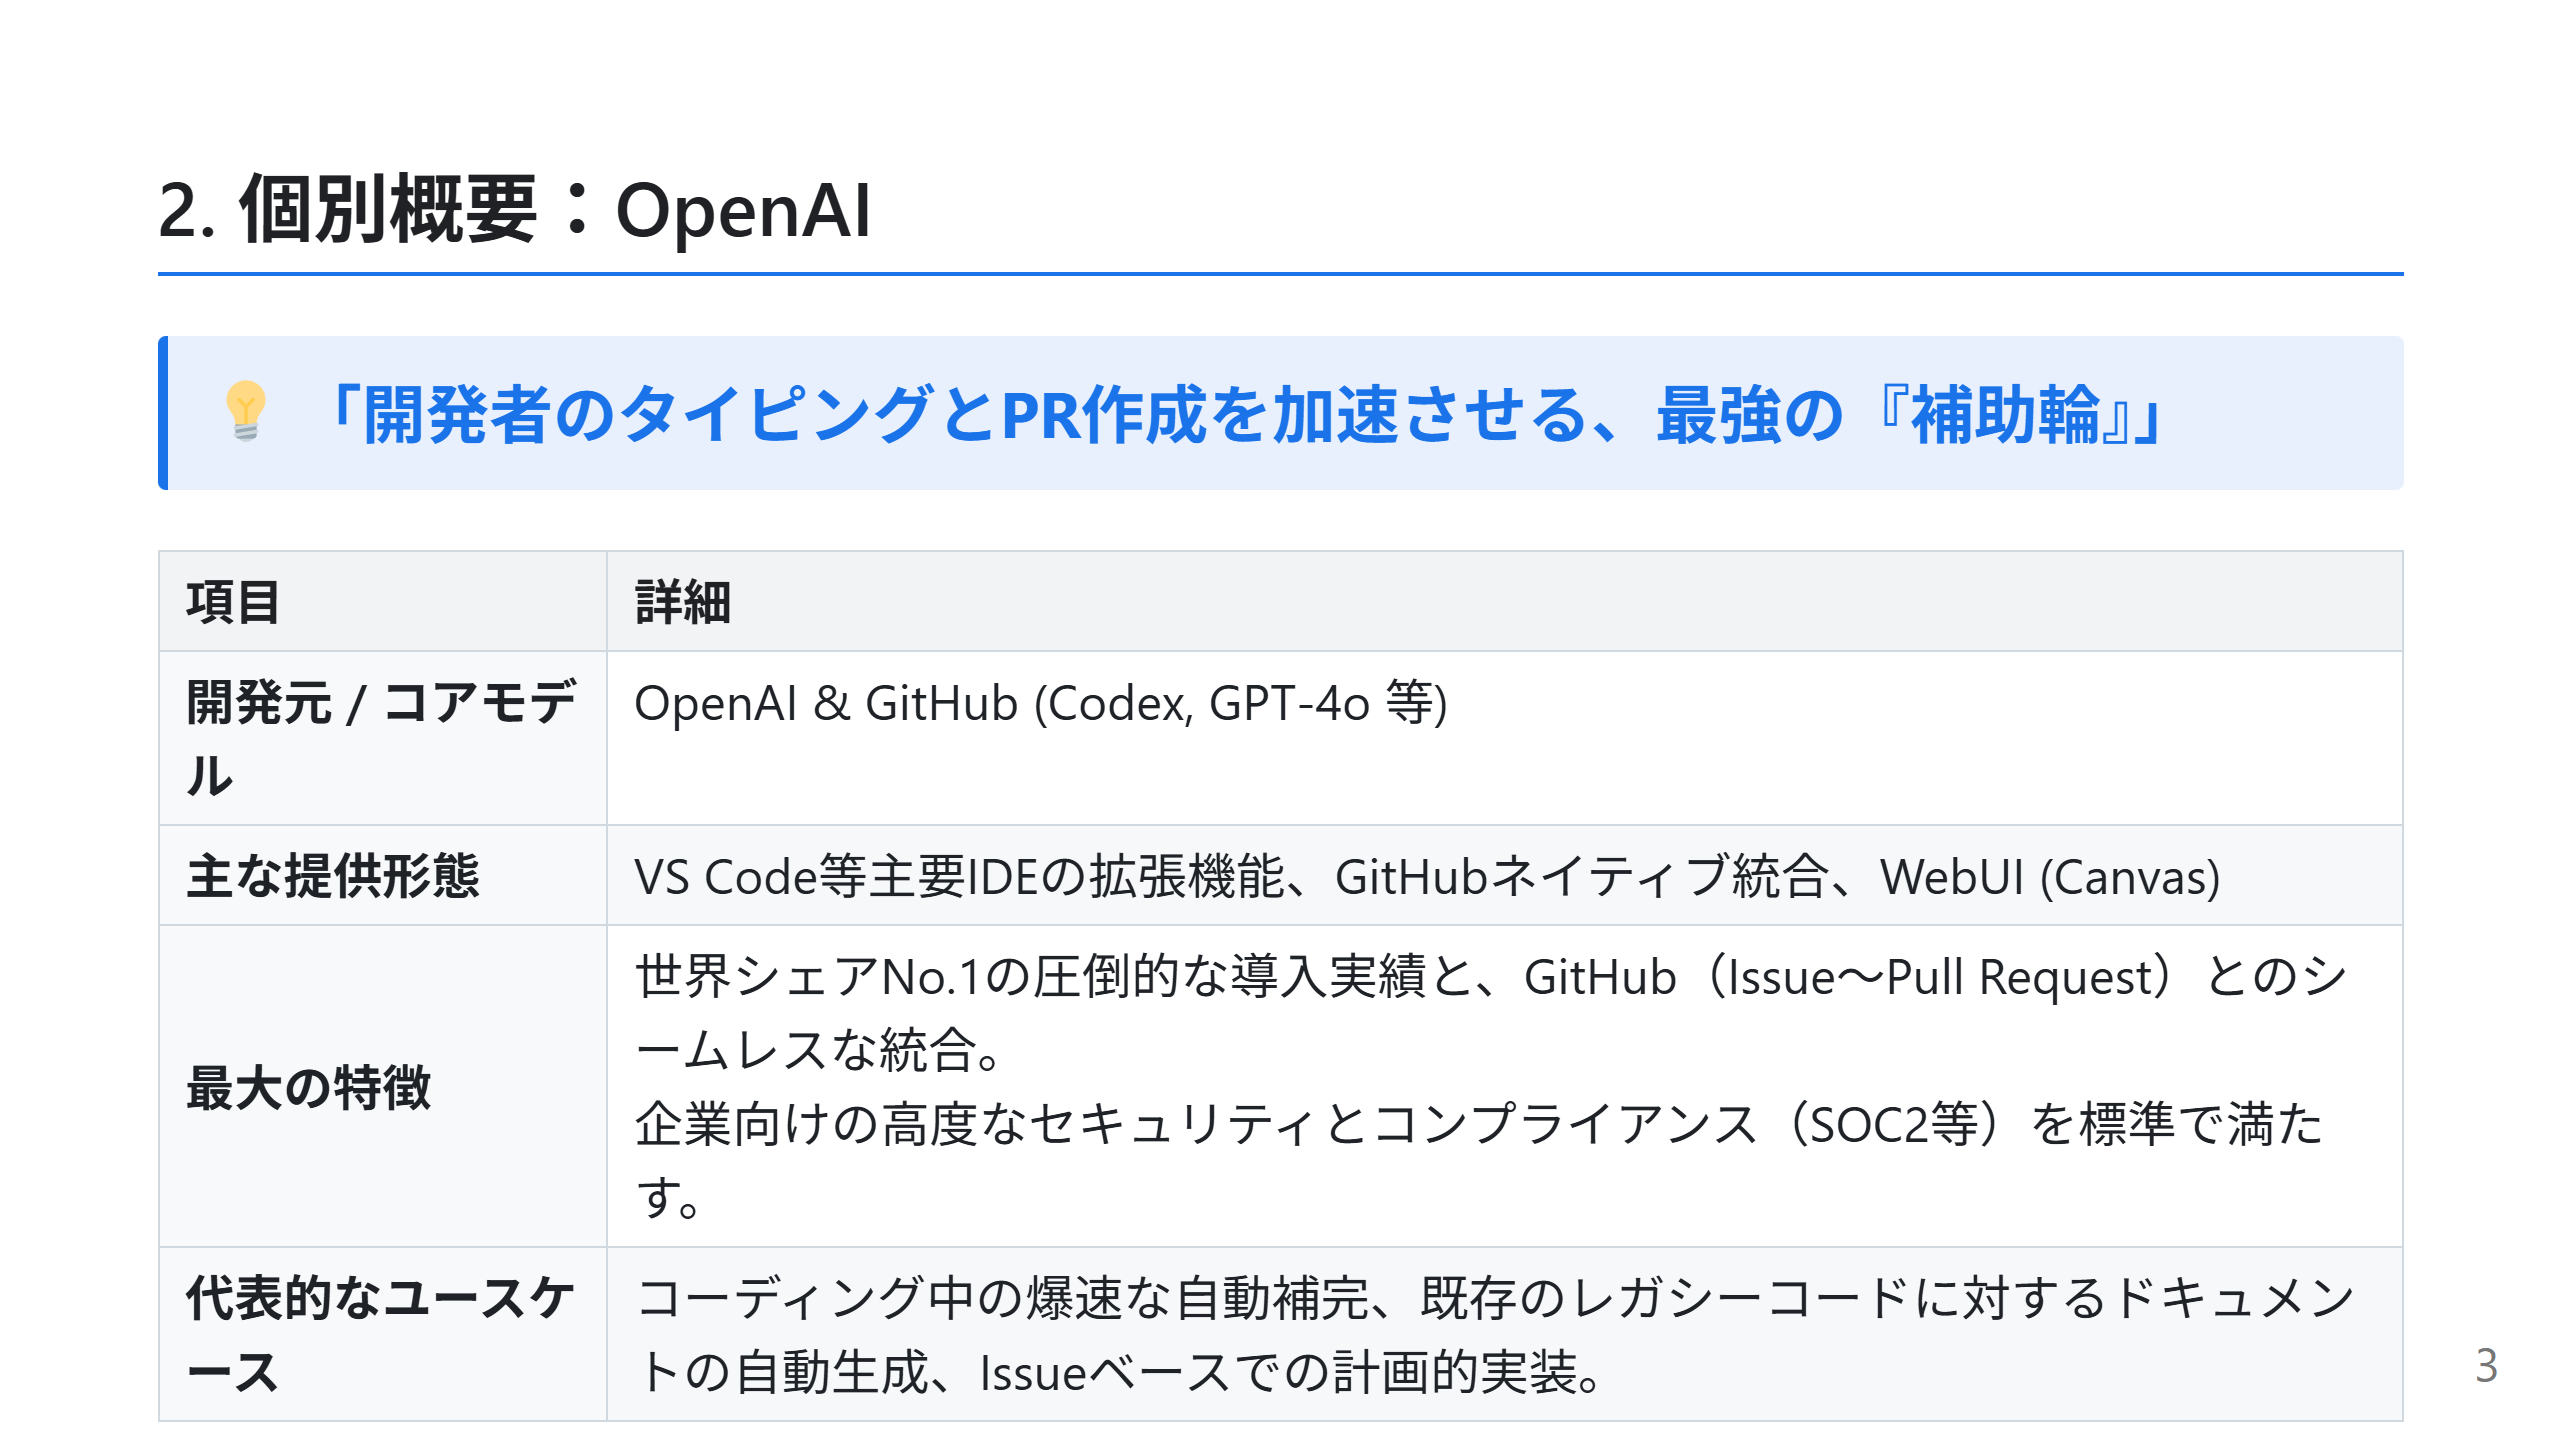 2. 個別概要：OpenAI
💡 「開発者のタイピングとPR作成を加速させる、最強の『補助輪』」
項目
詳細
開発元 / コアモデ
ル
OpenAI & GitHub (Codex, GPT-4o 等)
主な提供形態
VS Code等主要IDEの拡張機能、GitHubネイティブ統合、WebUI (Canvas)
最大の特徴
世界シェアNo.1の圧倒的な導入実績と、GitHub（Issue〜Pull Request）とのシ
ームレスな統合。
企業向けの高度なセキュリティとコンプライアンス（SOC2等）を標準で満た
す。
代表的なユースケ
ース
コーディング中の爆速な自動補完、既存のレガシーコードに対するドキュメン
トの自動生成、Issueベースでの計画的実装。
3